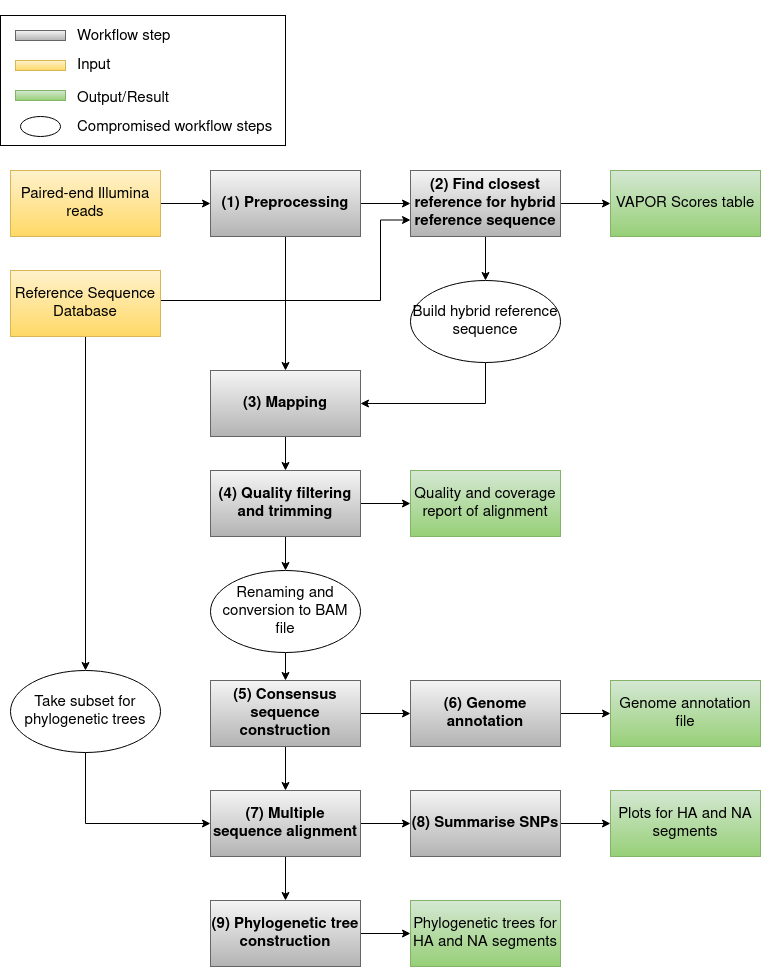 Workflow step
Input
Output/Result
Compromised workflow steps
Paired-end Illumina
reads
(1) Preprocessing
(2) Find closest
reference for hybrid
reference sequence
VAPOR Scores table
Reference Sequence
Database
Build hybrid reference
sequence
(3) Mapping
(4) Quality filtering
and trimming
Quality and coverage
report of alignment
Renaming and
conversion to BAM
file
Take subset for
phylogenetic trees
(5) Consensus
sequence
construction
(6) Genome
annotation
Genome annotation
file
(7) Multiple
sequence alignment
(8) Summarise SNPs
Plots for HA and NA
segments
(9) Phylogenetic tree
construction
Phylogenetic trees for
HA and NA segments